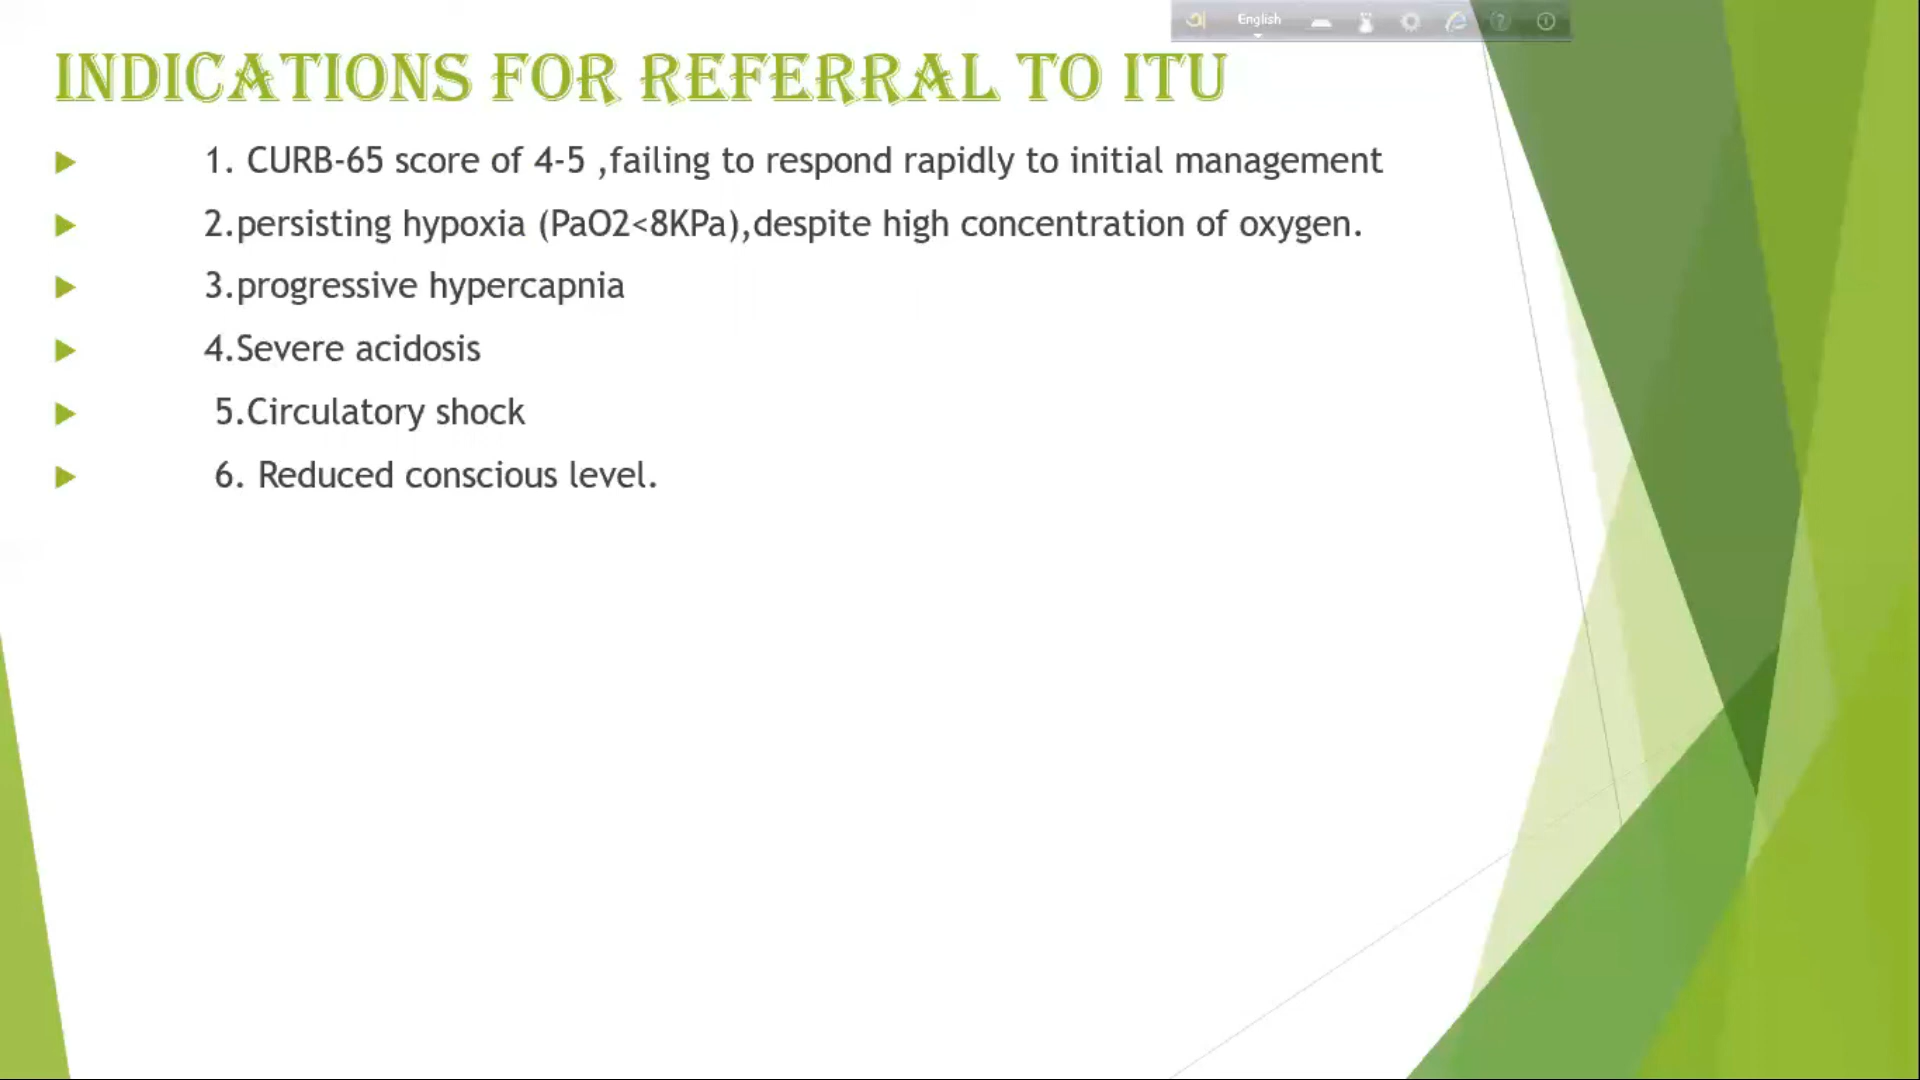 English
INDICATIONS FOR REFERRAL TO ITU
1. CURB-65 score of 4-5 ,failing to respond rapidly to initial management
2.persisting hypoxia (PaO2<8KPa),despite high concentration of oxygen.
3.progressive hypercapnia
4.Severe acidosis
5.Circulatory shock
6. Reduced conscious level.